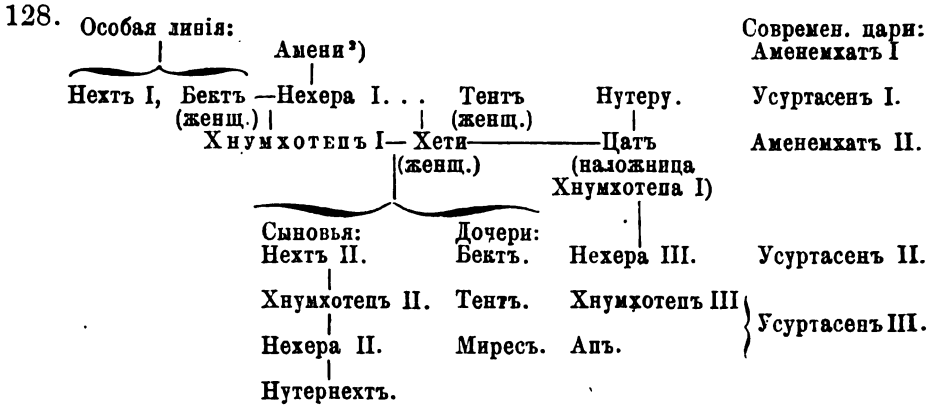 128. Особая линія: Современ. цари:
Амени²) Аменемхатъ I
Нехтъ I, Бектъ —Нехера I. . . Тентъ Нутеру. Усуртасенъ I.
(женщ.) (женщ.)
Хнумхотепъ I— Хети———Цатъ Аменемхатъ II.
(женщ.) (наложница
Хнумхотепа I)
Сыновья: Дочери:
Нехтъ II. Бектъ. Нехера III. Усуртасенъ II.
Хнумхотепъ II. Тентъ. Хнумхотепъ III
Усуртасенъ III.
Нехера II. Миресъ. Апъ.
Нутернехтъ.